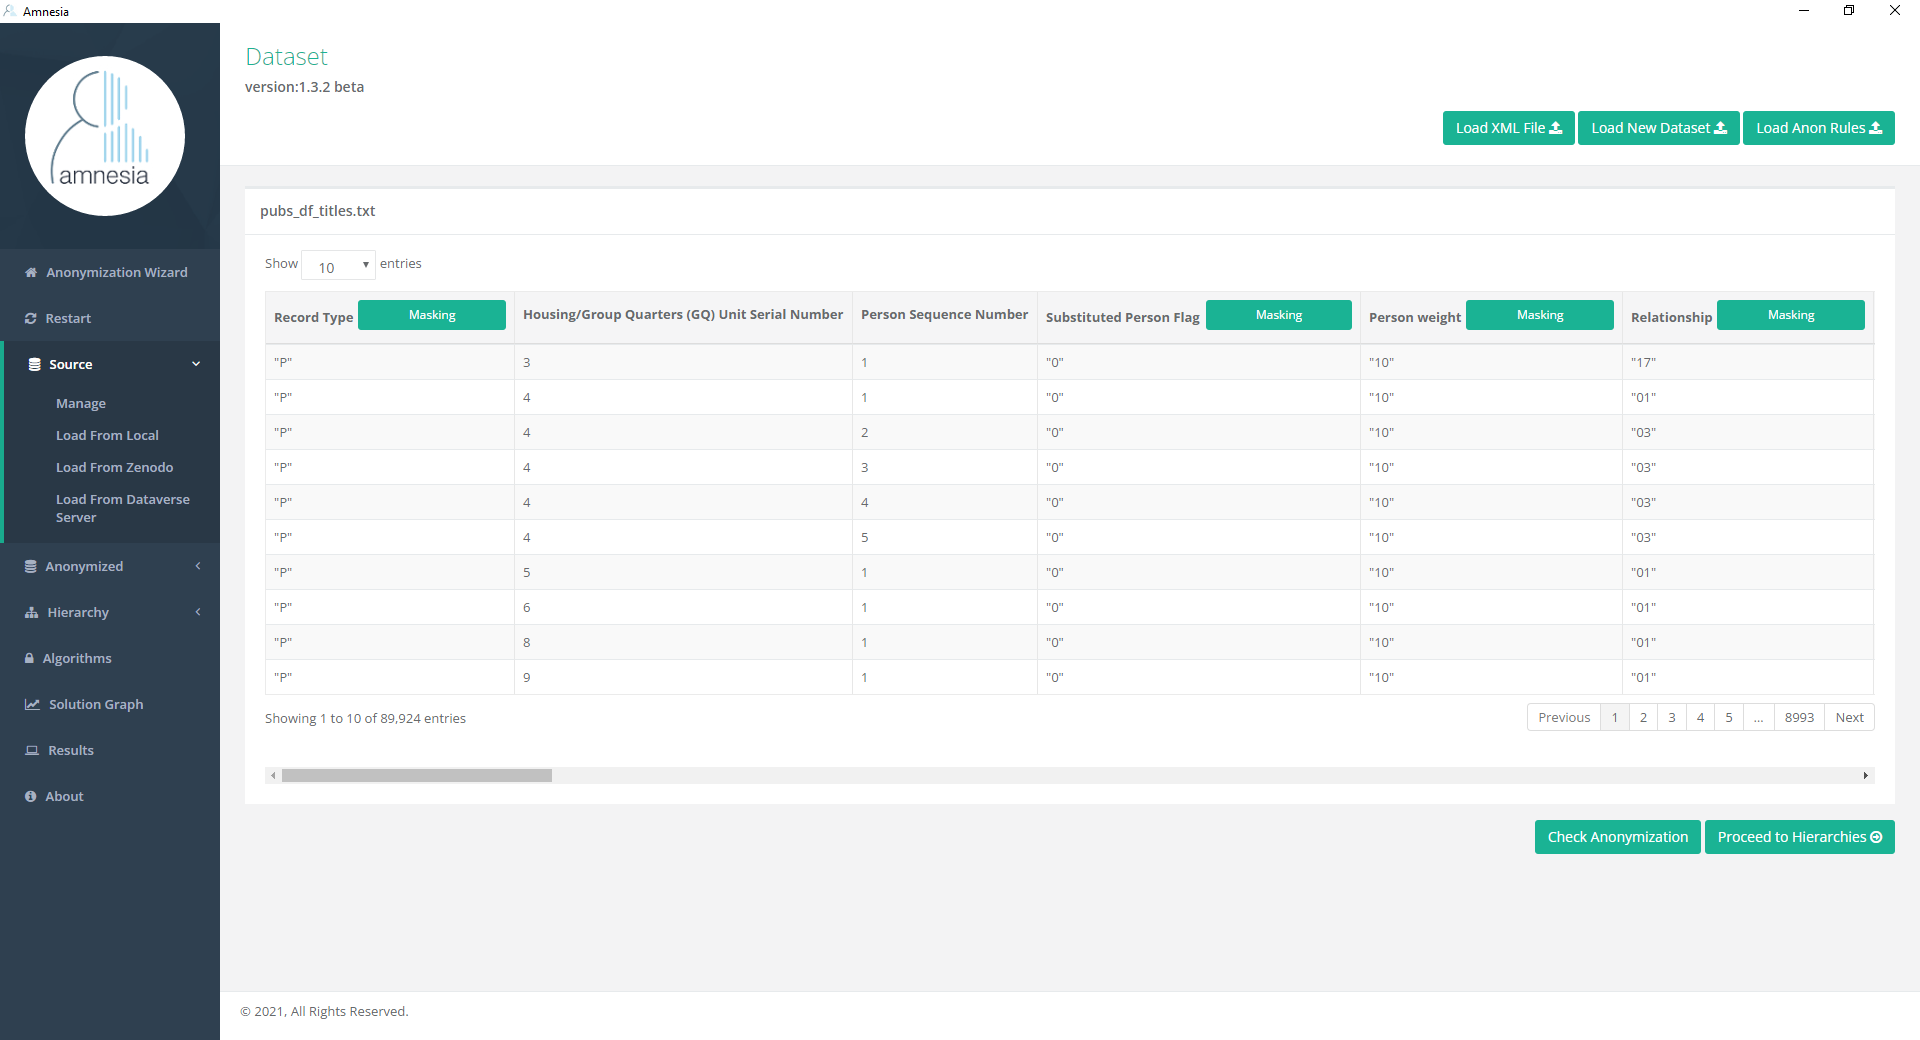 Amnesia
amnesia
Anonymization Wizard
Restart
Source
Manage
Load From Local
Load From Zenodo
Load From Dataverse
Server
Anonymized
Hierarchy
Algorithms
Solution Graph
Results
About
Dataset
version:1.3.2 beta
Load XML File Load New Dataset Load Anon Rules
pubs_df_titles.txt
Show 10 entries
Record Type Masking Housing/Group Quarters (GQ) Unit Serial Number Person Sequence Number Substituted Person Flag Masking Person weight Masking Relationship Masking
"P" 3 1 "0" "10" "17"
"P" 4 1 "0" "10" "01"
"P" 4 2 "0" "10" "03"
"P" 4 3 "0" "10" "03"
"P" 4 4 "0" "10" "03"
"P" 4 5 "0" "10" "03"
"P" 5 1 "0" "10" "01"
"P" 6 1 "0" "10" "01"
"P" 8 1 "0" "10" "01"
"P" 9 1 "0" "10" "01"
Showing 1 to 10 of 89,924 entries
Previous 1 2 3 4 5 ... 8993 Next
Check Anonymization Proceed to Hierarchies
© 2021, All Rights Reserved.